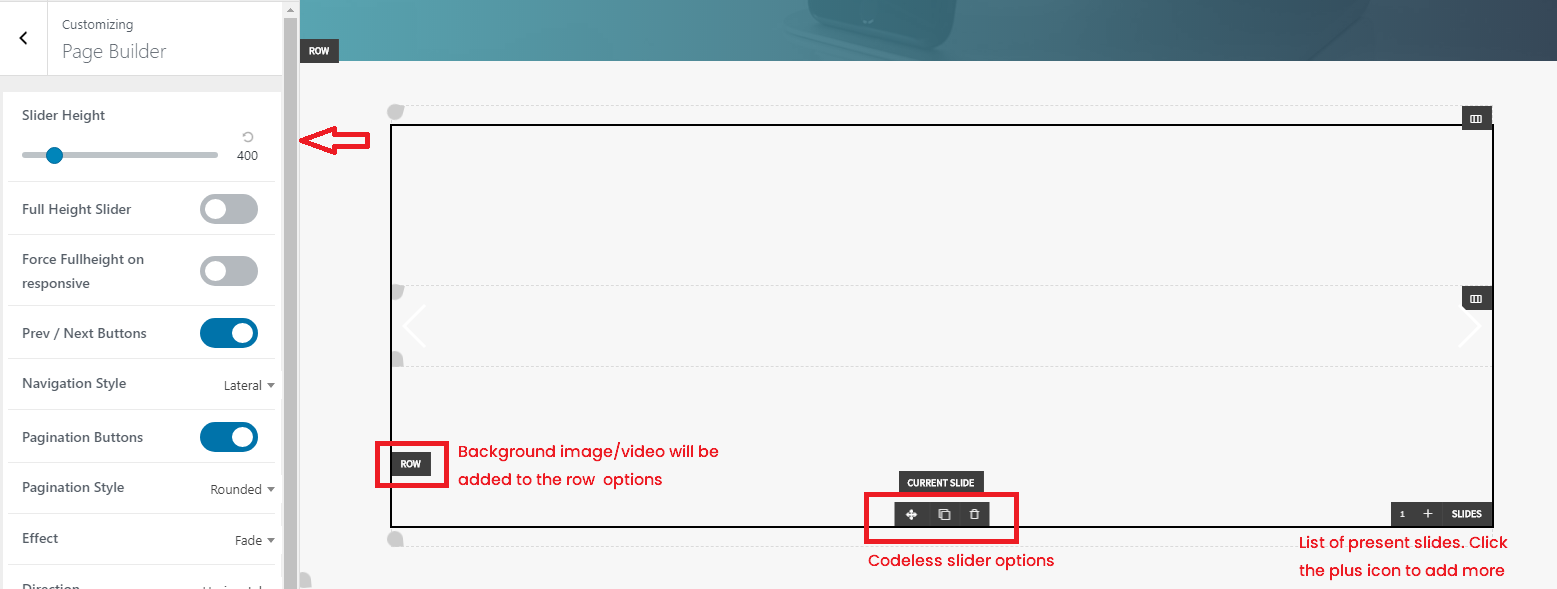 Customizing
Page Builder
ROW
Slider Height
400
Full Height Slider
Force Fullheight on
responsive
Prev / Next Buttons
Navigation Style
Lateral
Pagination Buttons
Pagination Style
Rounded
Effect
Fade
Direction
Horizontal
ROW
Background image/video will be
added to the row options
CURRENT SLIDE
Codeless slider options
1
+
SLIDES
List of present slides. Click
the plus icon to add more